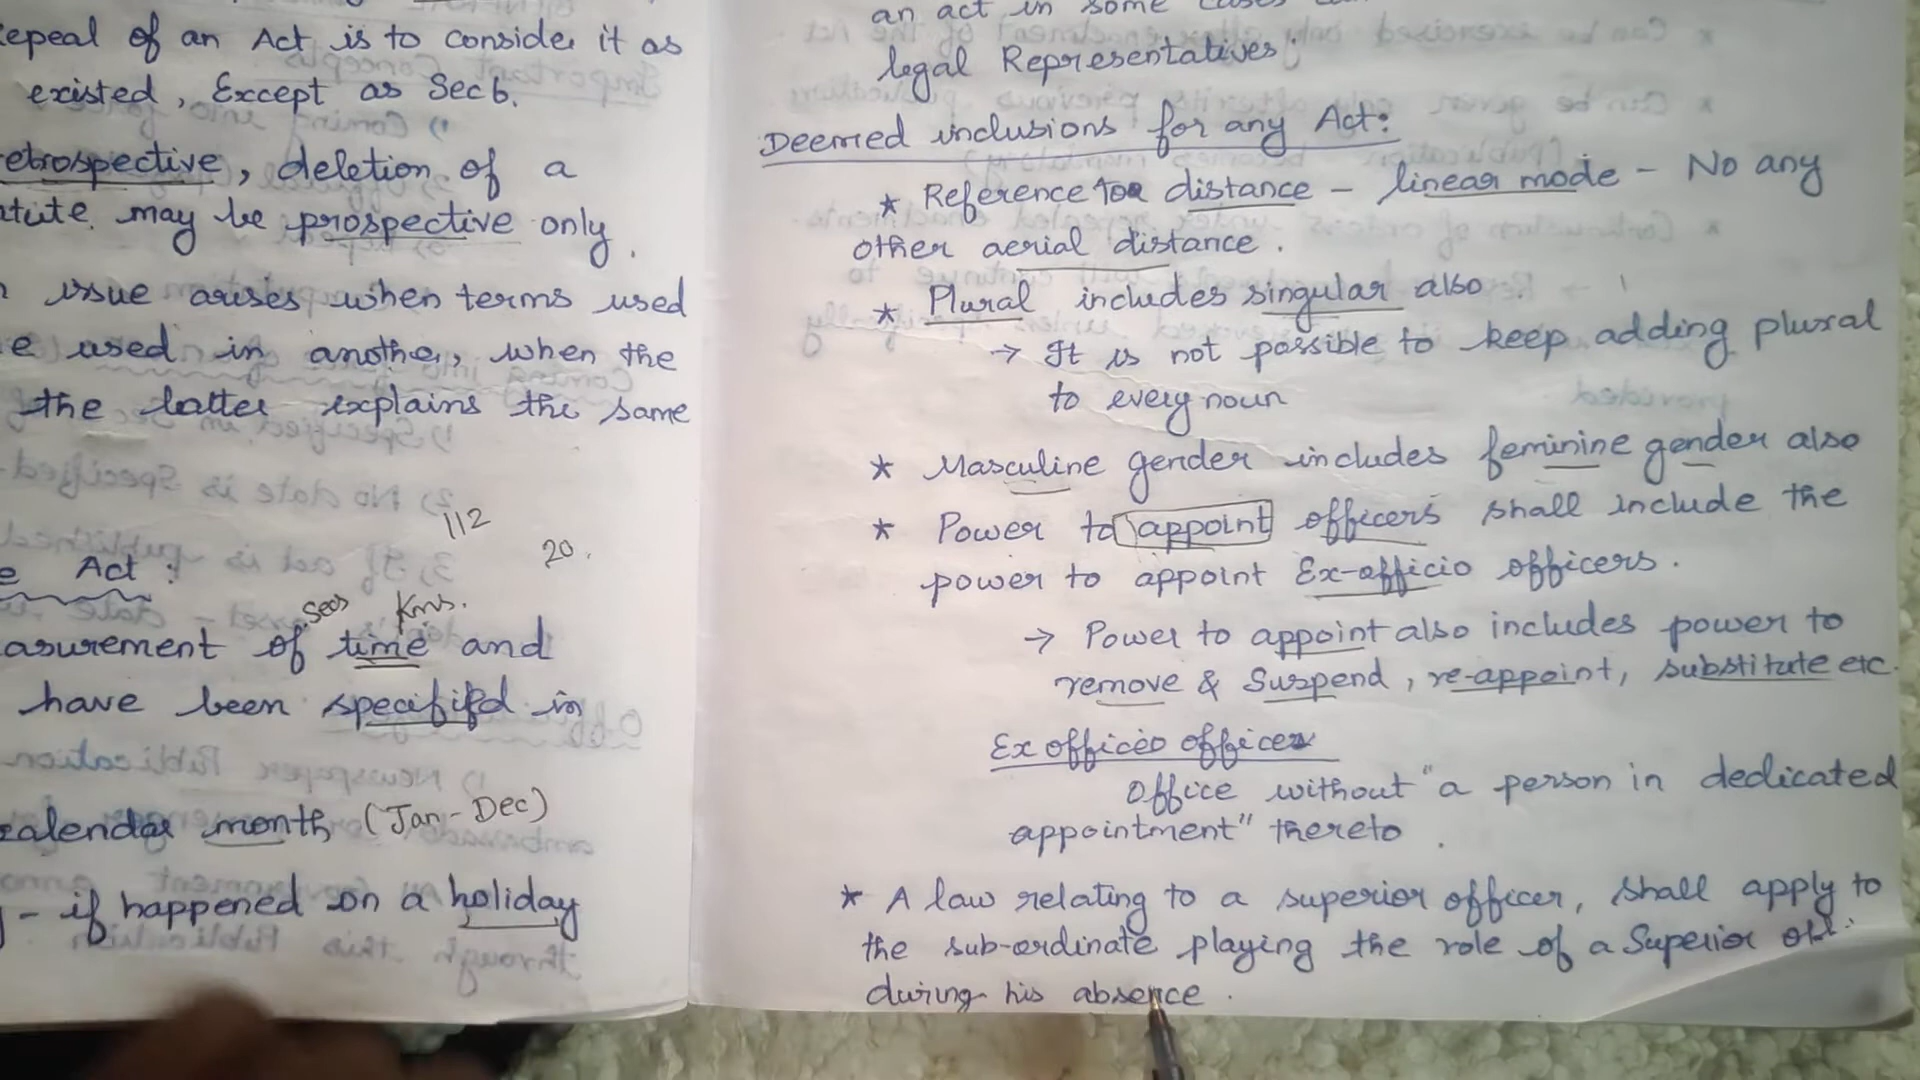 epeal of an Act is to consider it as
existed, Except as Sec 6.
etrospective, deletion of a
may be prospective only.
issue arises when terms used
used in another, when the
the latter explains the same
112
20.
Act:
Secs Kms.
asurement of time and
have been specified in
calendar month (Jan-Dec)
- if happened on a holiday
an act in some cases
legal Representatives;
Deemed inclusions for any Act:
* Reference to a distance - linear mode - No any
other aerial distance.
* Plural includes singular also
→ It is not possible to keep adding plural
to every noun
* Masculine gender includes feminine gender also
* Power to appoint officers shall include the
power to appoint Ex-officio officers.
→ Power to appoint also includes power to
remove & Suspend, re-appoint, substitute etc.
Ex officio officer
Office without "a person in dedicated
appointment" thereto.
* A law relating to a superior officer, shall apply to
the sub-ordinate playing the role of a Superior off.
during his absence.